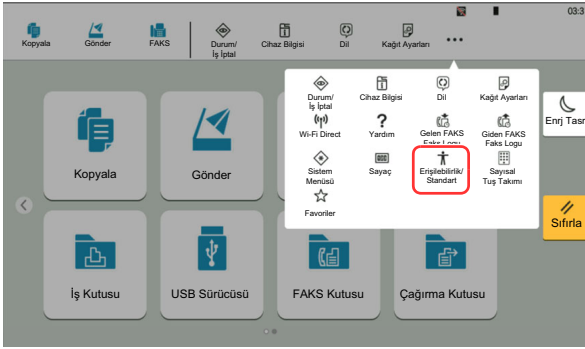 03:3
Kopyala
Gönder
FAKS
Durum/
İş İptal
Cihaz Bilgisi
Dil
Kağıt Ayarları
Durum/
İş İptal
Cihaz Bilgisi
Dil
Kağıt Ayarları
Wi-Fi Direct
Yardım
Gelen FAKS
Faks Logu
Giden FAKS
Faks Logu
Sistem
Menüsü
Sayaç
Erişilebilirlik/
Standart
Sayısal
Tuş Takımı
Favoriler
Enrj Tasr
Sıfırla
Kopyala
Gönder
İş Kutusu
USB Sürücüsü
FAKS Kutusu
Çağırma Kutusu